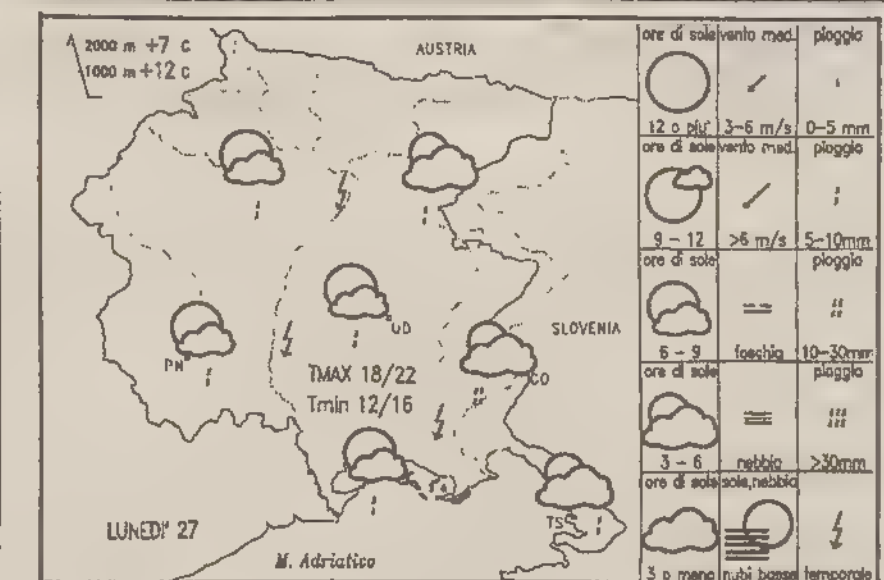 2000 m +7 c
1000 m +12 c
AUSTRIA
SLOVENIA
UD
PN
GO
TMAX 18/22
Tmin 12/16
LUNEDI' 27
TS
M. Adriatico
ore di sole vento med. pioggia
12 o piu' 3-6 m/s 0-5 mm
ore di sole vento med. pioggia
9 - 12 >6 m/s 5-10mm
ore di sole pioggia
6 - 9 foschia 10-30mm
ore di sole pioggia
3 - 6 nebbia >30mm
ore di sole sole,nebbia
3 o meno nubi basse temporale